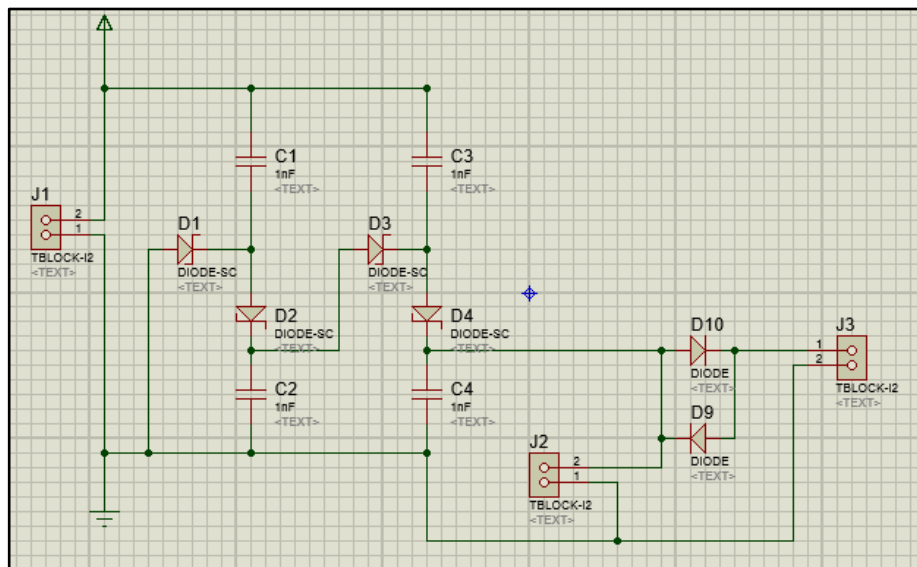 C1
1nF
<TEXT>
C3
1nF
<TEXT>
J1
2
1
TBLOCK-I2
<TEXT>
D1
DIODE-SC
<TEXT>
D3
DIODE-SC
<TEXT>
D2
DIODE-SC
<TEXT>
D4
DIODE-SC
<TEXT>
D10
DIODE
<TEXT>
J3
1
2
TBLOCK-I2
<TEXT>
C2
1nF
<TEXT>
C4
1nF
<TEXT>
D9
DIODE
<TEXT>
J2
2
1
TBLOCK-I2
<TEXT>